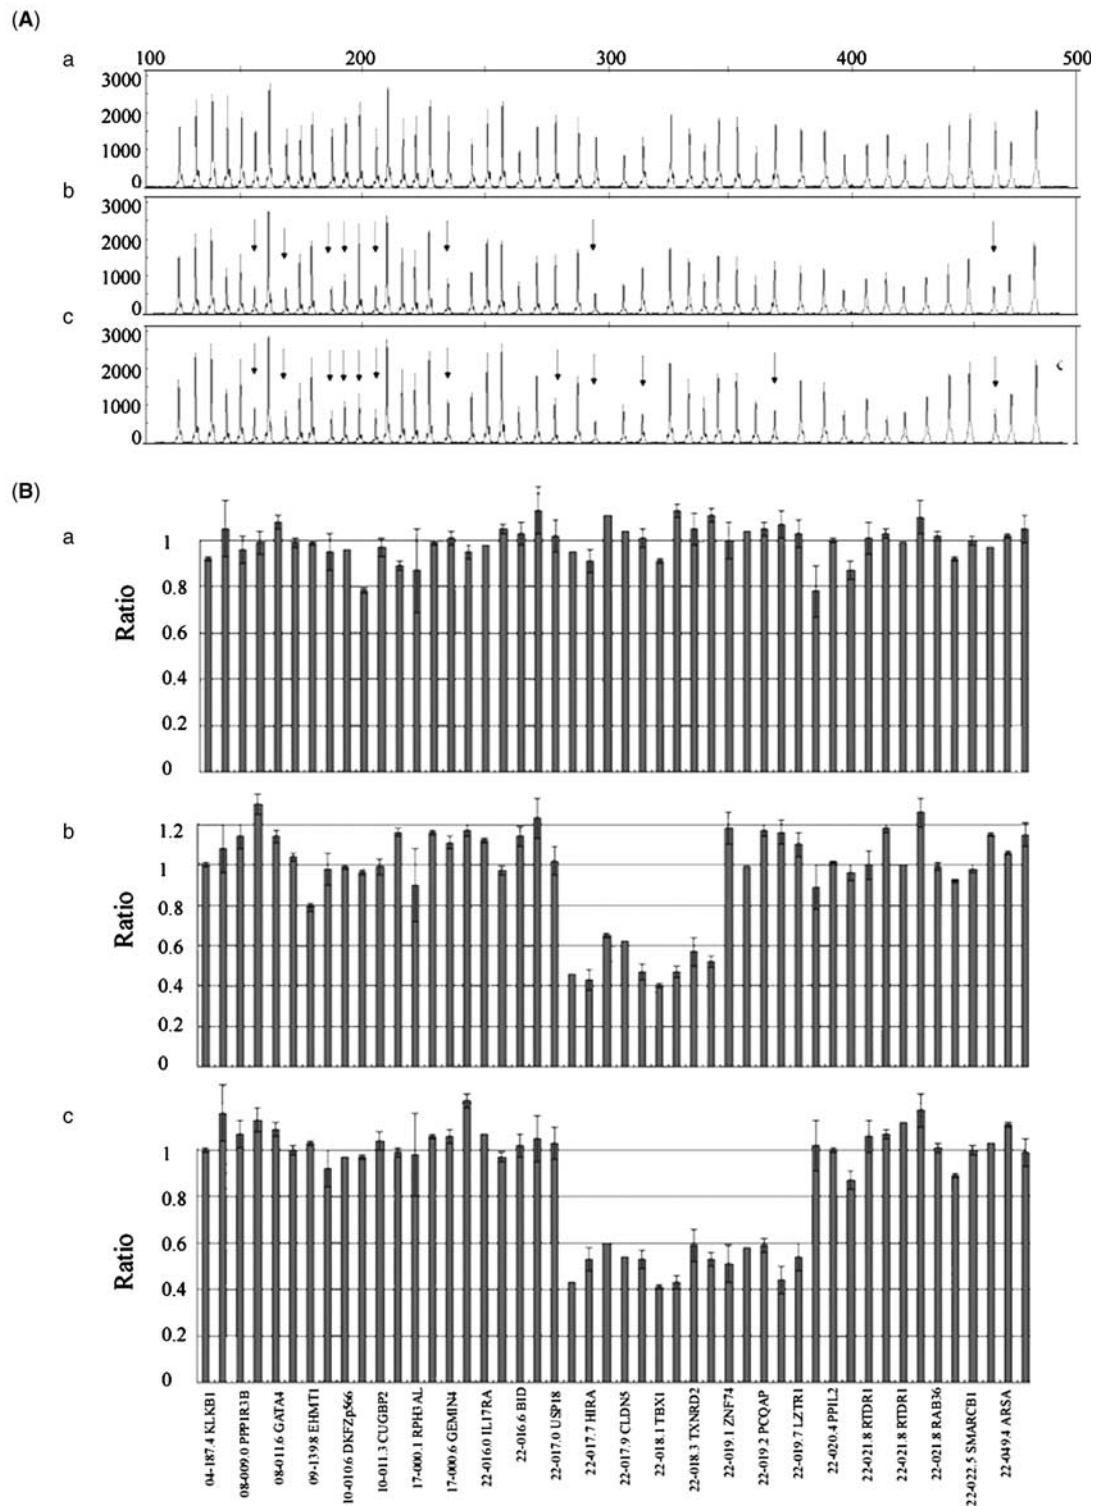 (A)
a
100 200 300 400 500
3000
2000
1000
0
b
3000
2000
1000
0
c
3000
2000
1000
0
(B)
a
Ratio
1
0.8
0.6
0.4
0.2
0
b
Ratio
1.2
1
0.8
0.6
0.4
0.2
0
c
Ratio
1
0.8
0.6
0.4
0.2
0
04-187.4 KLKB1
08-009.0 PPP1R3B
08-011.6 GATA4
09-139.8 EHMT1
10-010.6 DKFZp566
10-011.3 CUGBP2
17-000.1 RPH3AL
17-000.6 GEMIN4
22-016.0 IL17RA
22-016.6 BID
22-017.0 USP18
22-017.7 HIRA
22-017.9 CLDN5
22-018.1 TBX1
22-018.3 TXNRD2
22-019.1 ZNF74
22-019.2 PCQAP
22-019.7 LZTR1
22-020.4 PPIL2
22-021.8 RTDR1
22-021.8 RTDR1
22-021.8 RAB36
22-022.5 SMARCB1
22-049.4 ARSA